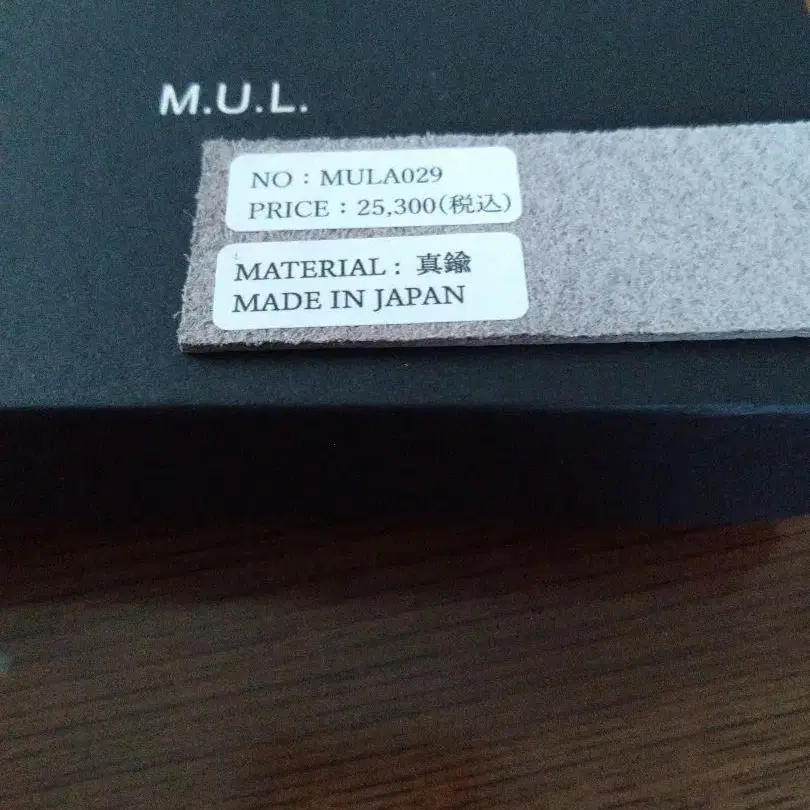 M.U.L.
NO：MULA029
PRICE：25,300(税込)
MATERIAL：真鍮
MADE IN JAPAN